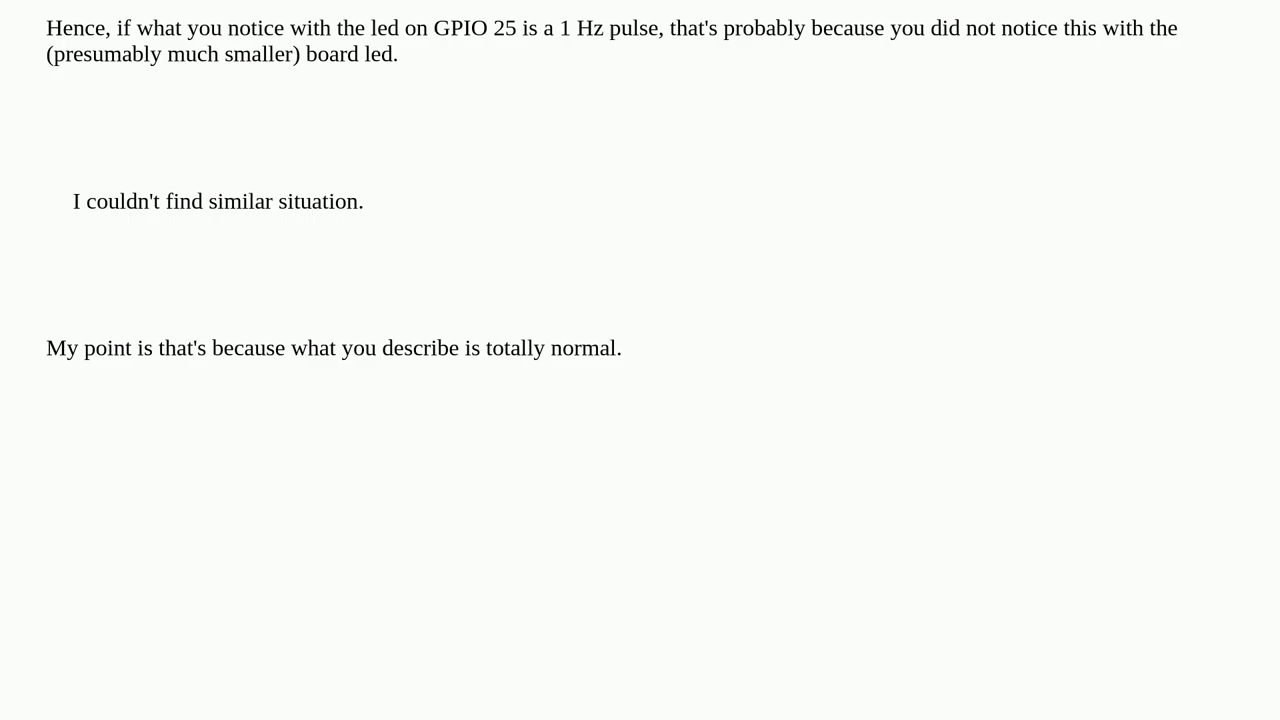 Hence, if what you notice with the led on GPIO 25 is a 1 Hz pulse, that's probably because you did not notice this with the
(presumably much smaller) board led.
I couldn't find similar situation.
My point is that's because what you describe is totally normal.